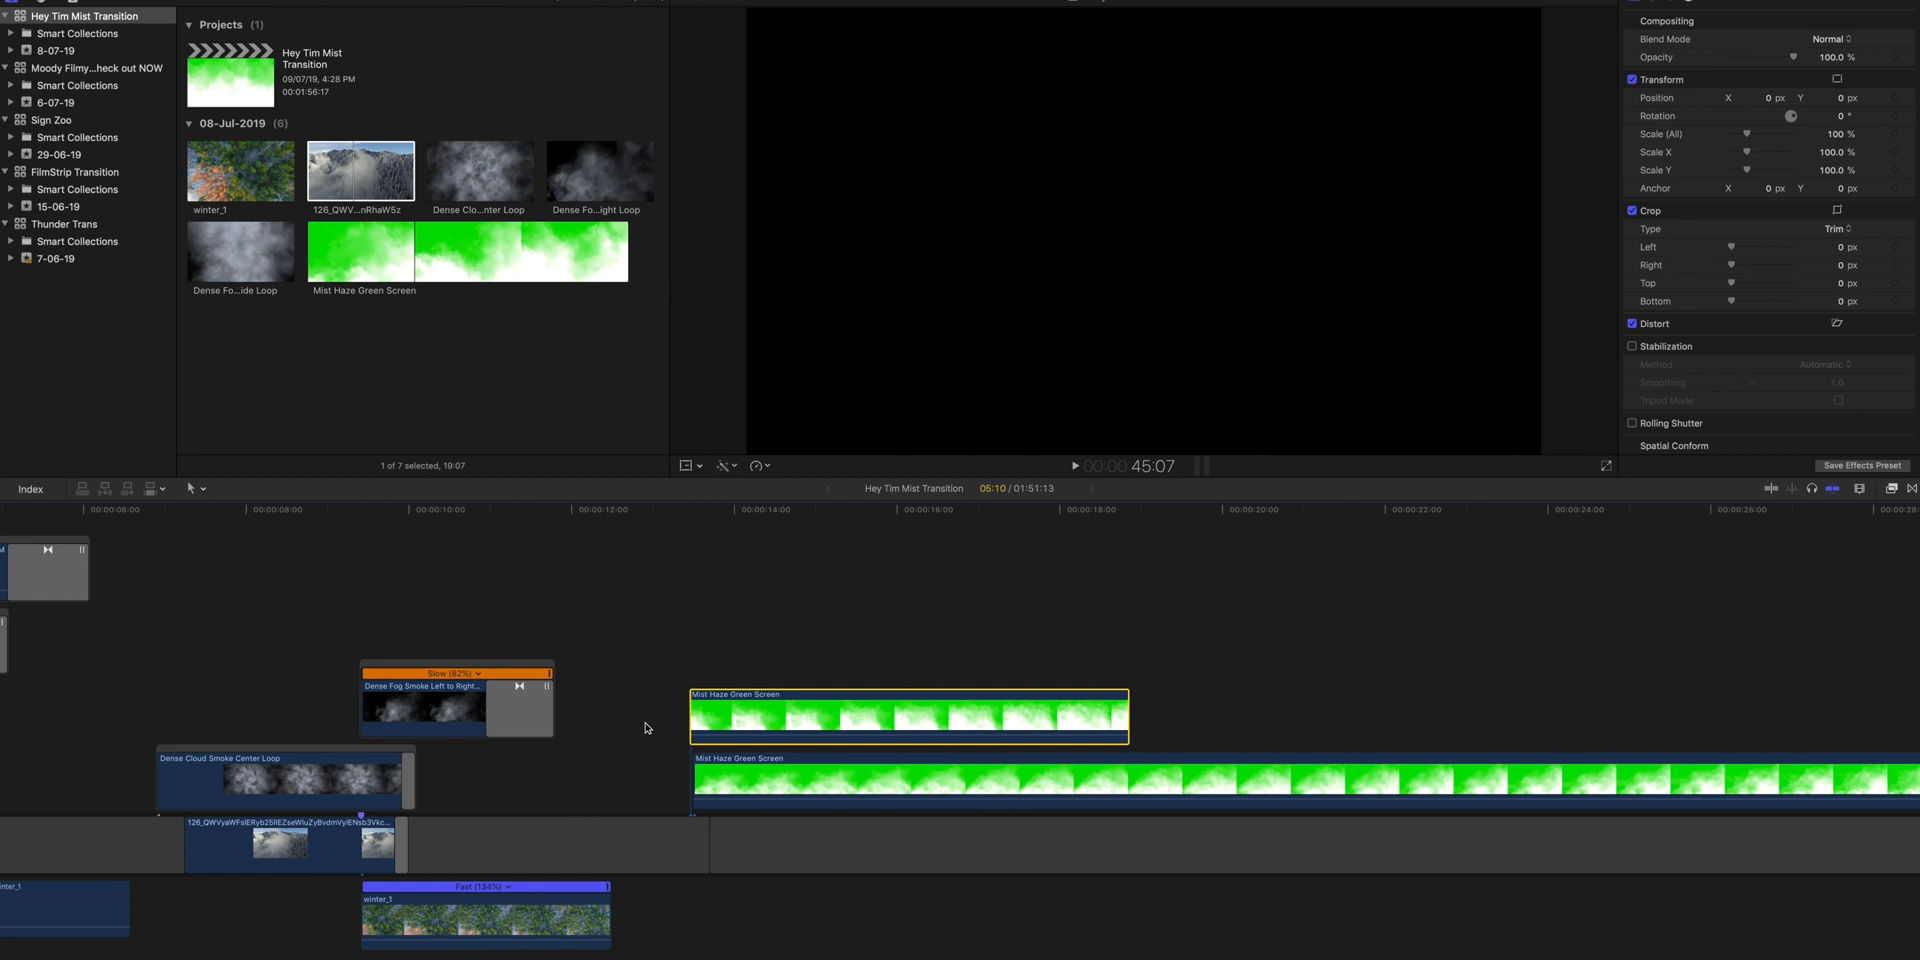 Hey Tim Mist Transition
Smart Collections
8-07-19
Moody Filmy...heck out NOW
Smart Collections
6-07-19
Sign Zoo
Smart Collections
29-06-19
FilmStrip Transition
Smart Collections
15-06-19
Thunder Trans
Smart Collections
7-06-19
Projects (1)
Hey Tim Mist
Transition
09/07/19, 4:28 PM
00:01:56:17
08-Jul-2019 (6)
winter_1
126_QWV...nRhaW5z
Dense Clo...nter Loop
Dense Fo...ight Loop
Dense Fo...ide Loop
Mist Haze Green Screen
1 of 7 selected, 19:07
00:00:45:07
Compositing
Blend Mode Normal
Opacity 100.0 %
Transform
Position X 0 px Y 0 px
Rotation 0 °
Scale (All) 100 %
Scale X 100.0 %
Scale Y 100.0 %
Anchor X 0 px Y 0 px
Crop
Type Trim
Left 0 px
Right 0 px
Top 0 px
Bottom 0 px
Distort
Stabilization
Method Automatic
Smoothing 1.0
Tripod Mode
Rolling Shutter
Spatial Conform
Save Effects Preset
Index
Hey Tim Mist Transition 05:10 / 01:51:13
00:00:06:00 00:00:08:00 00:00:10:00 00:00:12:00 00:00:14:00 00:00:16:00 00:00:18:00 00:00:20:00 00:00:22:00 00:00:24:00 00:00:26:00 00:00:28:
Slow (82%)
Dense Fog Smoke Left to Right...
Mist Haze Green Screen
Dense Cloud Smoke Center Loop
Mist Haze Green Screen
inter_1
Fast (134%)
winter_1